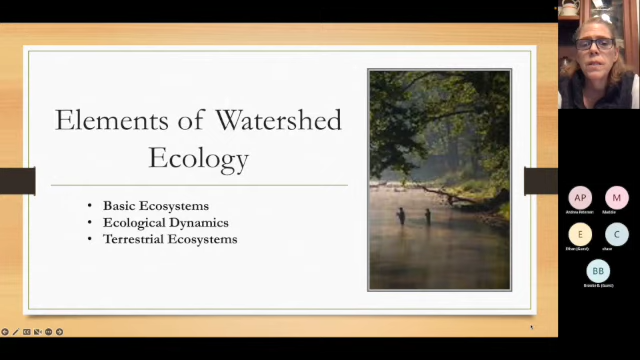 Elements of Watershed
Ecology
• Basic Ecosystems
• Ecological Dynamics
• Terrestrial Ecosystems
AP
M
E
C
BB